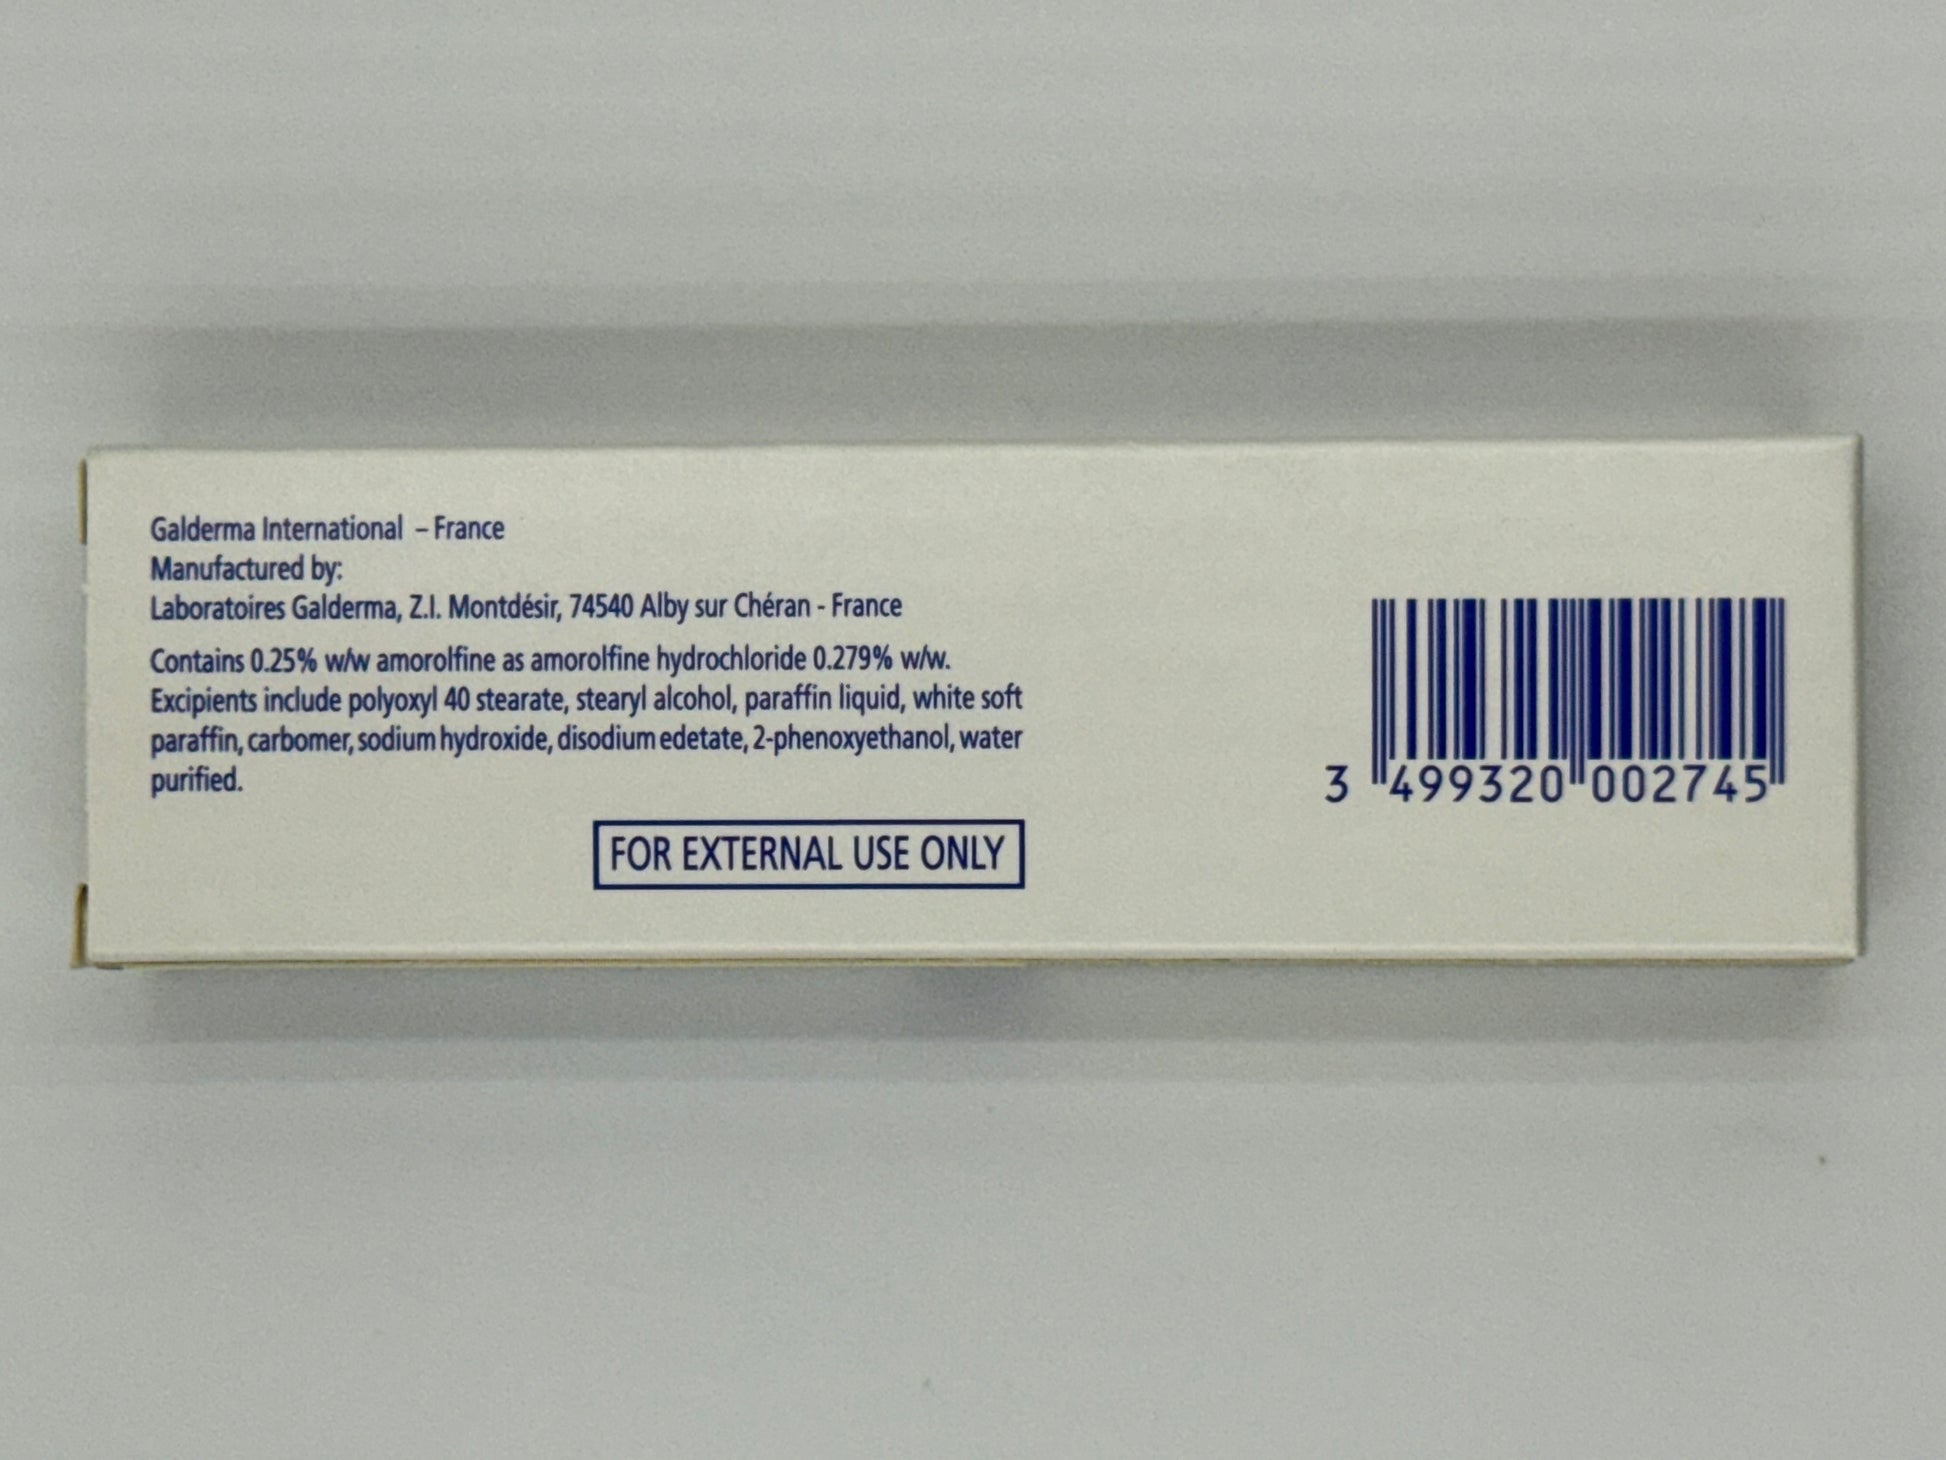 Galderma International – France
Manufactured by:
Laboratoires Galderma, Z.I. Montdésir, 74540 Alby sur Chéran - France
Contains 0.25% w/w amorolfine as amorolfine hydrochloride 0.279% w/w.
Excipients include polyoxyl 40 stearate, stearyl alcohol, paraffin liquid, white soft
paraffin, carbomer, sodium hydroxide, disodium edetate, 2-phenoxyethanol, water
purified.
FOR EXTERNAL USE ONLY
3 499320 002745